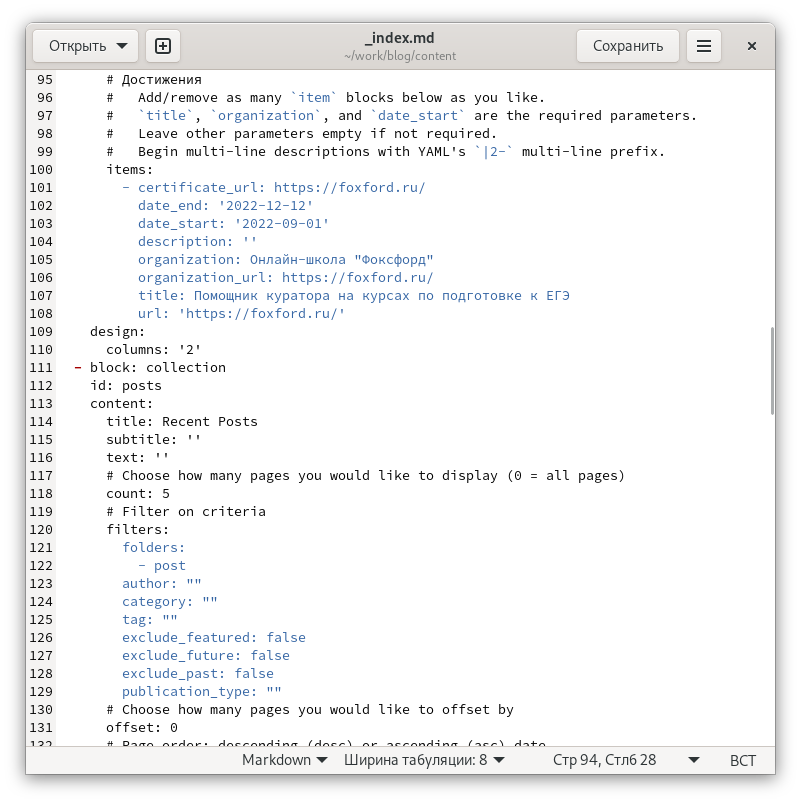 Открыть
_index.md
~/work/blog/content
Сохранить
95 # Достижения
96 #   Add/remove as many `item` blocks below as you like.
97 #   `title`, `organization`, and `date_start` are the required parameters.
98 #   Leave other parameters empty if not required.
99 #   Begin multi-line descriptions with YAML's `|2-` multi-line prefix.
100 items:
101 - certificate_url: https://foxford.ru/
102 date_end: '2022-12-12'
103 date_start: '2022-09-01'
104 description: ''
105 organization: Онлайн-школа "Фоксфорд"
106 organization_url: https://foxford.ru/
107 title: Помощник куратора на курсах по подготовке к ЕГЭ
108 url: 'https://foxford.ru/'
109 design:
110 columns: '2'
111 - block: collection
112 id: posts
113 content:
114 title: Recent Posts
115 subtitle: ''
116 text: ''
117 # Choose how many pages you would like to display (0 = all pages)
118 count: 5
119 # Filter on criteria
120 filters:
121 folders:
122 - post
123 author: ""
124 category: ""
125 tag: ""
126 exclude_featured: false
127 exclude_future: false
128 exclude_past: false
129 publication_type: ""
130 # Choose how many pages you would like to offset by
131 offset: 0
132 # Page order: descending (desc) or ascending (asc) date.
Markdown Ширина табуляции: 8 Стр 94, Стлб 28 ВСТ